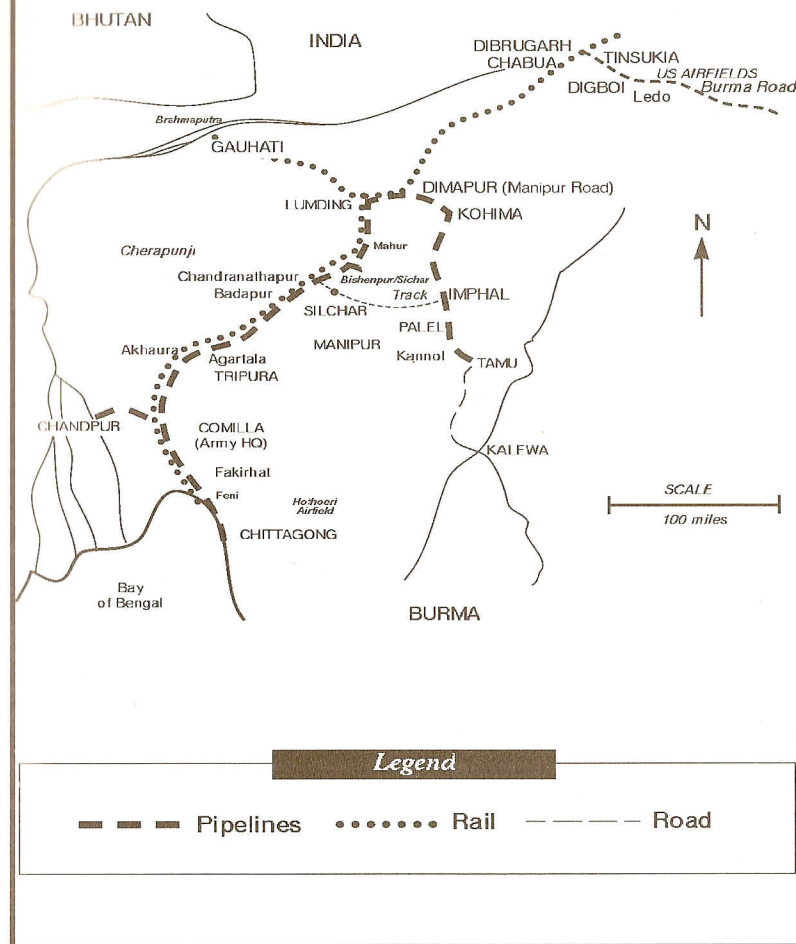 BHUTAN
INDIA
DIBRUGARH
CHABUA
TINSUKIA
US AIRFIELDS
DIGBOI
Burma Road
Ledo
Brahmaputra
GAUHATI
DIMAPUR (Manipur Road)
LUMDING
KOHIMA
N
Mahur
Cherapunji
Chandranathapur
Bishenpur/Sichar
Badapur
Track
IMPHAL
SILCHAR
PALEL
MANIPUR
Akhaura
Agartala
Kannol
TAMU
TRIPURA
CHANDPUR
COMILLA
(Army HQ)
KALEWA
Fakirhat
SCALE
Feni
Hothoeri
Airfield
100 miles
CHITTAGONG
Bay
of Bengal
BURMA
Legend
Pipelines
Rail
Road